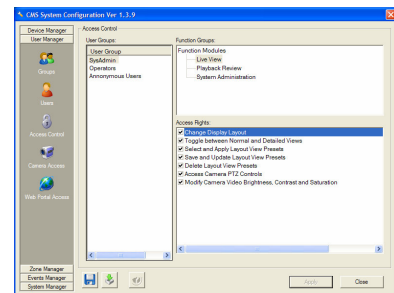 CMS System Configuration Ver 1.3.9
Device Manager
User Manager
Groups
Users
Access Control
Camera Access
Web Portal Access
Zone Manager
Events Manager
System Manager
Access Control
User Groups:
User Group
SysAdmin
Operators
Annonymous Users
Function Groups:
Function Modules
Live View
Playback Review
System Administration
Access Rights:
Change Display Layout
Toggle between Normal and Detailed Views
Select and Apply Layout View Presets
Save and Update Layout View Presets
Delete Layout View Presets
Access Camera PTZ Controls
Modify Camera Video Brightness, Contrast and Saturation
Apply
Close